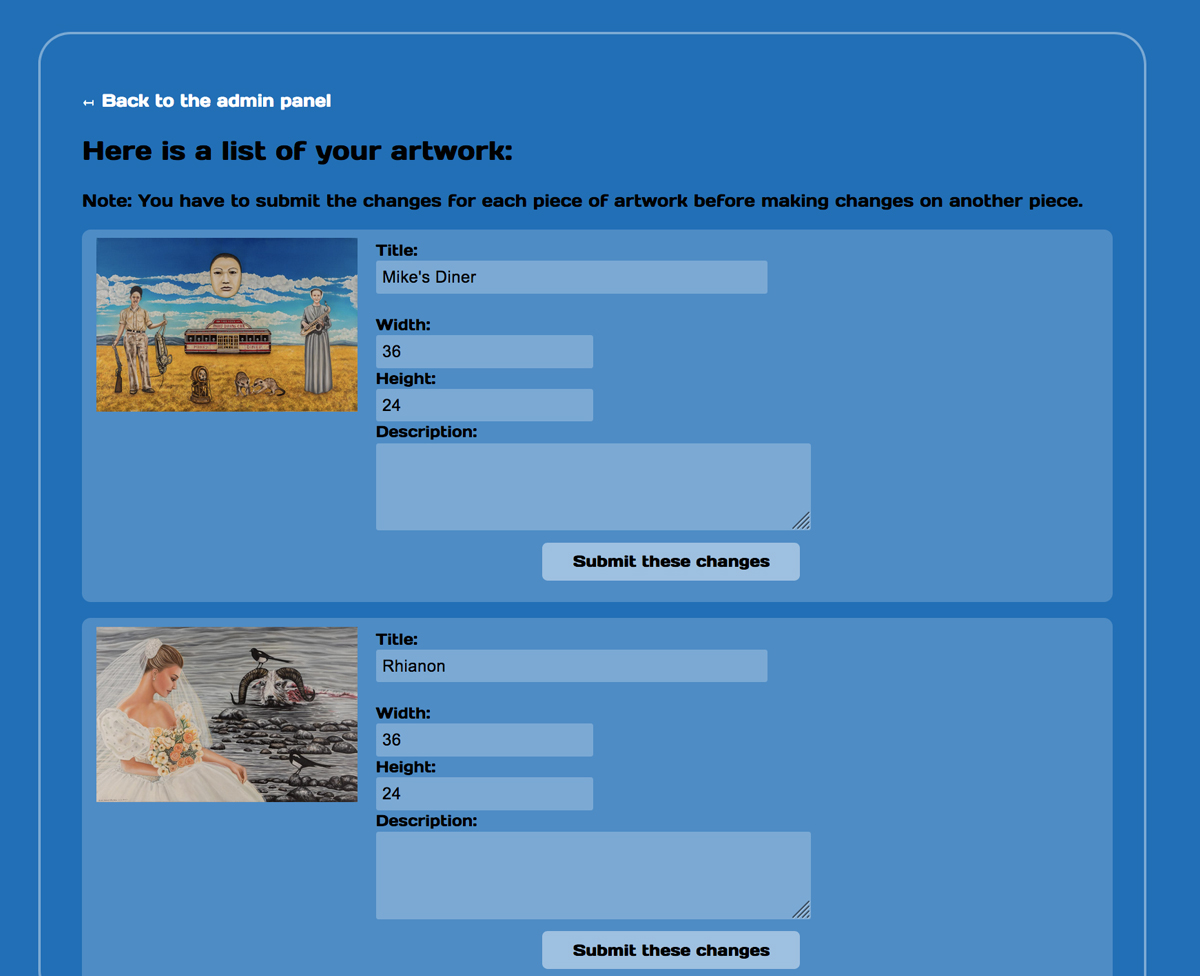 ↤ Back to the admin panel
Here is a list of your artwork:
Note: You have to submit the changes for each piece of artwork before making changes on another piece.
Title:
Mike's Diner
Width:
36
Height:
24
Description:
Submit these changes
Title:
Rhianon
Width:
36
Height:
24
Description:
Submit these changes